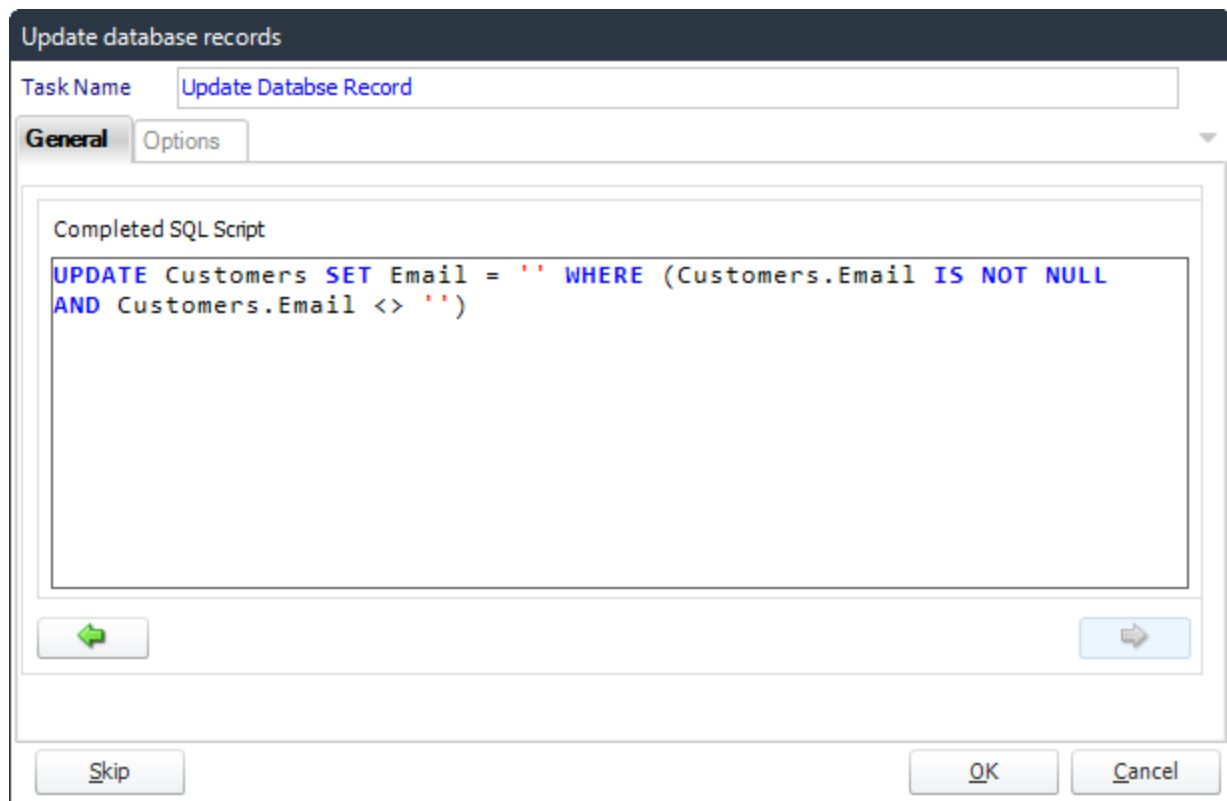 Update database records
Task Name Update Databse Record
General Options
Completed SQL Script
UPDATE Customers SET Email = '' WHERE (Customers.Email IS NOT NULL
AND Customers.Email <> '')
Skip OK Cancel